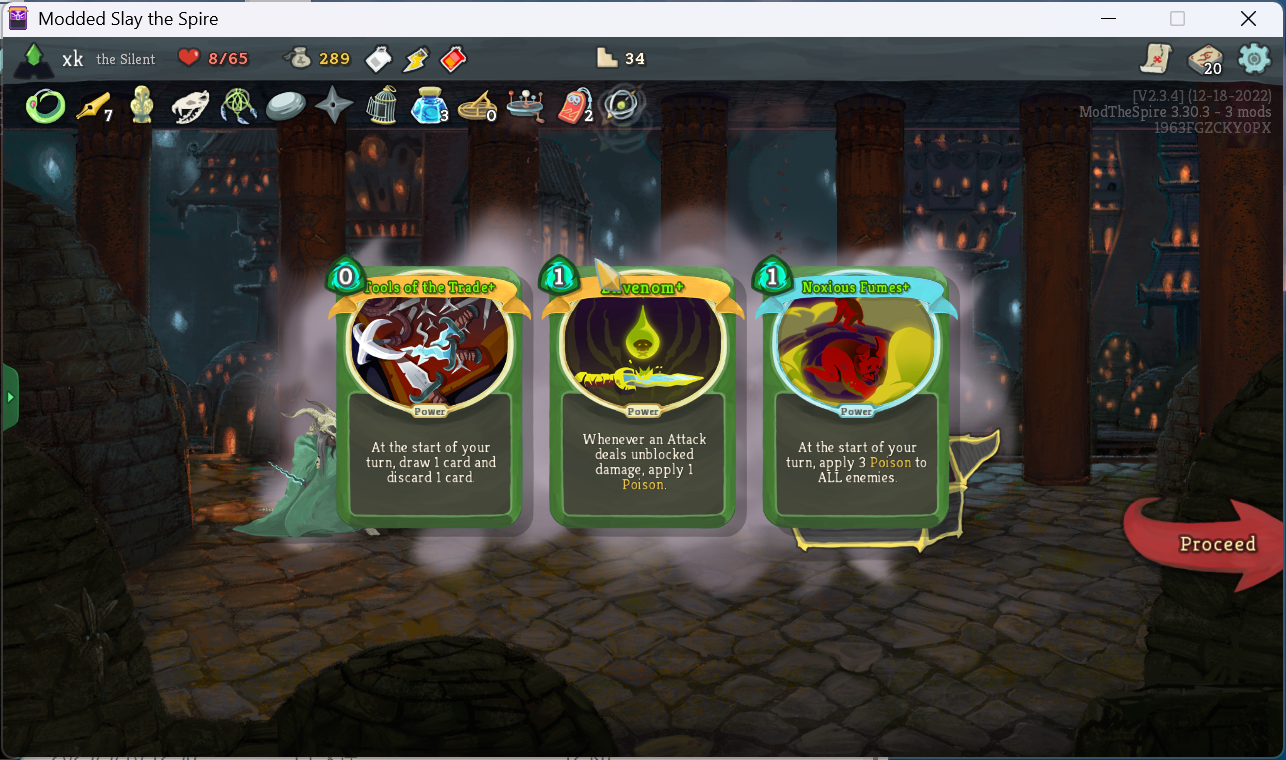 Modded Slay the Spire
xk the Silent 8/65 289 34 20
7 3 0 2
[V2.3.4] (12-18-2022)
ModTheSpire 3.30.3 - 3 mods
1963FGZCKY0PX
0 1 1
Tools of the Trade+
Power
At the start of your
turn, draw 1 card and
discard 1 card.
Power
Whenever an Attack
deals unblocked
damage, apply 1
Poison.
Noxious Fumes+
Power
At the start of your
turn, apply 3 Poison to
ALL enemies.
Proceed